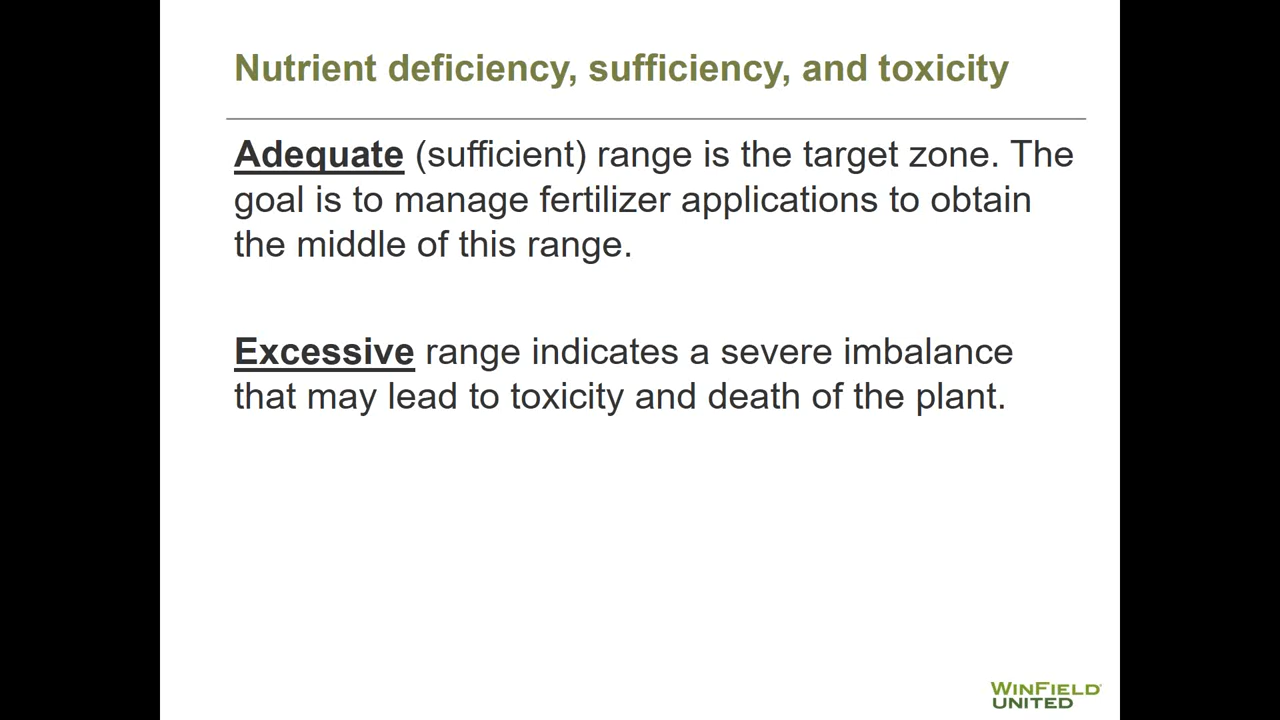 Nutrient deficiency, sufficiency, and toxicity
Adequate (sufficient) range is the target zone. The
goal is to manage fertilizer applications to obtain
the middle of this range.
Excessive range indicates a severe imbalance
that may lead to toxicity and death of the plant.
WINFIELD
UNITED